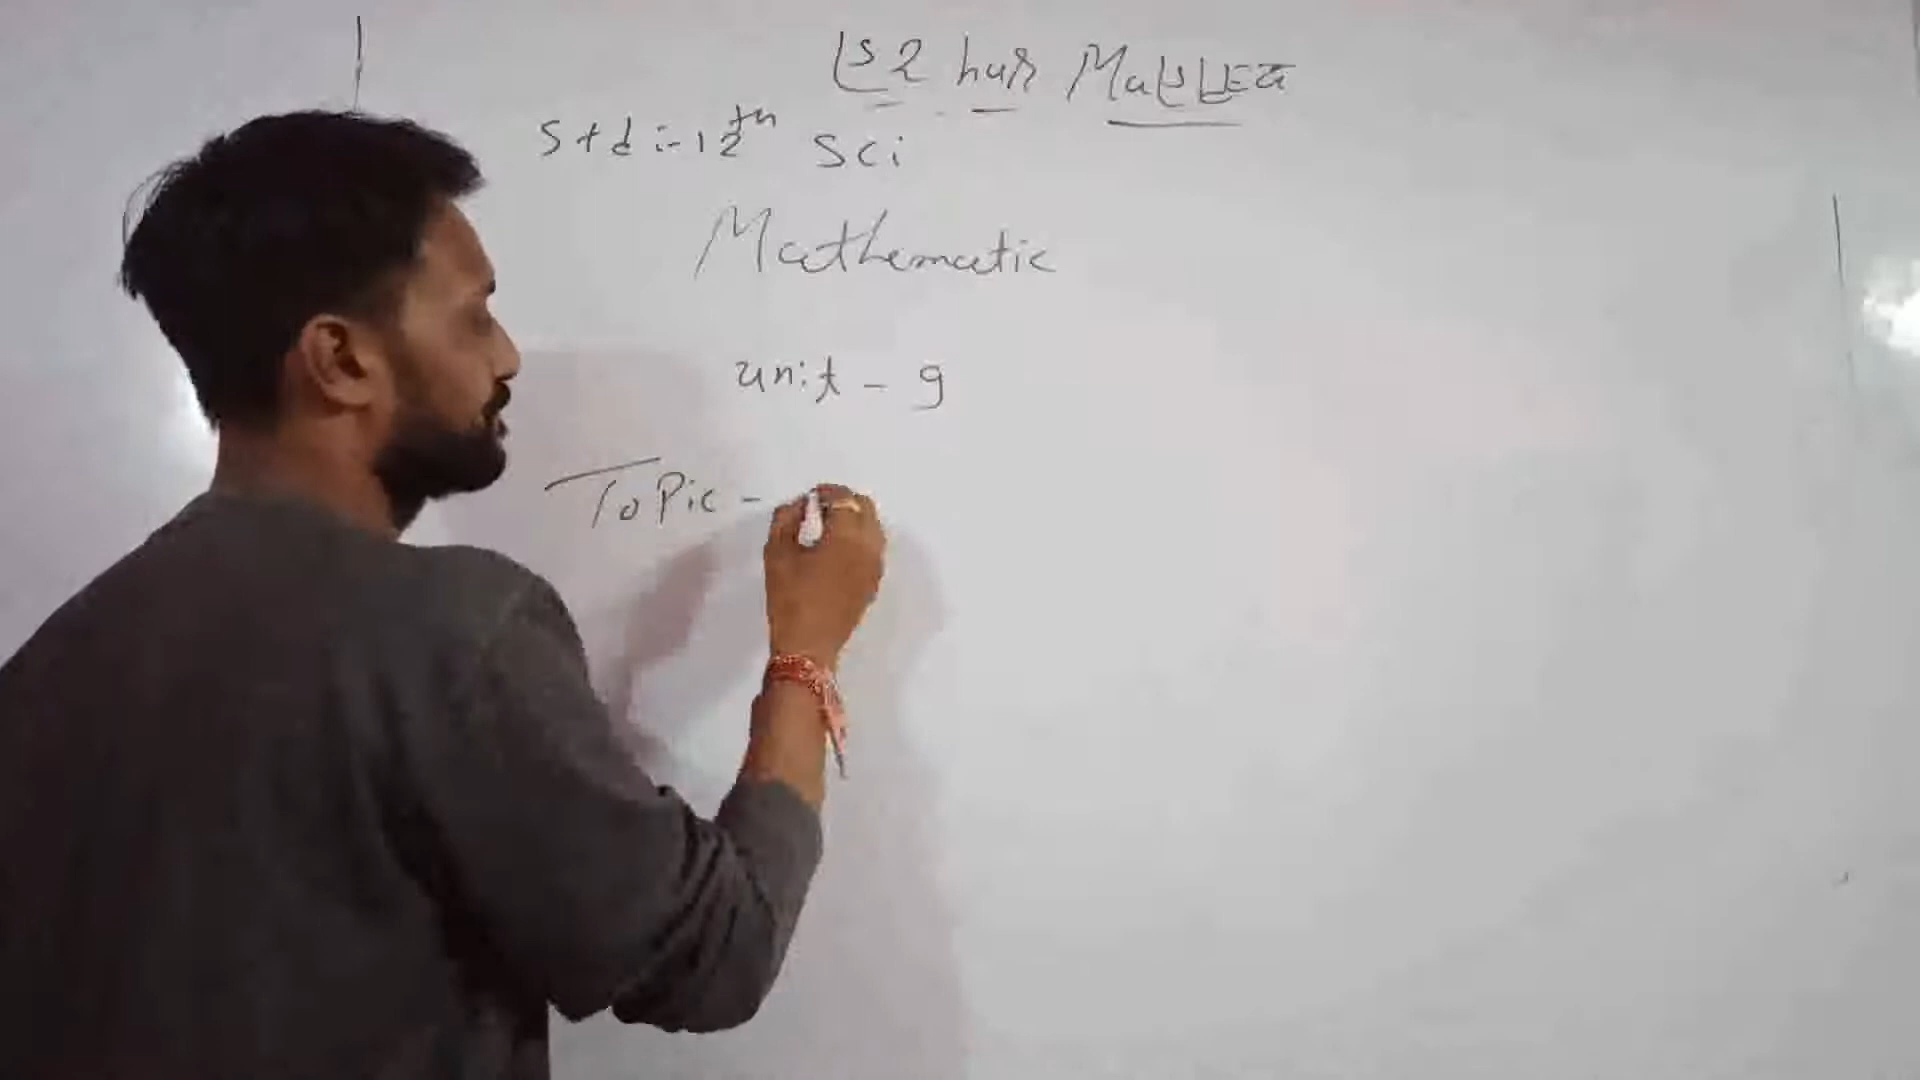 Std :- 12th Sci
Mathematic
unit - 9
Topic -